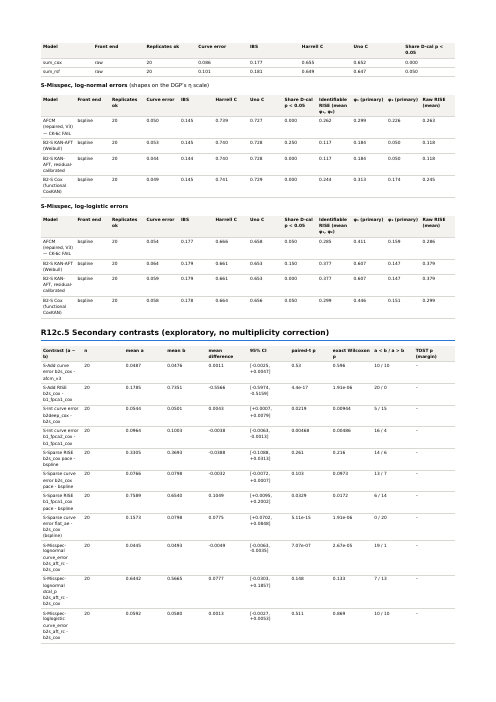 Model Front end Replicates ok Curve error IBS Harrell C Uno C Share D-cal p < 0.05
sum_cox raw 20 0.086 0.177 0.655 0.652 0.000
sum_rsf raw 20 0.101 0.181 0.649 0.647 0.050
S-Misspec, log-normal errors (shapes on the DGP's η scale)
Model Front end Replicates ok Curve error IBS Harrell C Uno C Share D-cal p < 0.05 Identifiable RISE (mean φ₁, φ₂) φ₁ (primary) φ₂ (primary) Raw RISE (mean)
AFCM (repaired, V3) — CR-6c FAIL bspline 20 0.050 0.145 0.739 0.727 0.000 0.262 0.299 0.226 0.263
B2-S KAN-AFT (Weibull) bspline 20 0.053 0.145 0.740 0.728 0.250 0.117 0.184 0.050 0.118
B2-S KAN-AFT, residual-calibrated bspline 20 0.044 0.144 0.740 0.728 0.000 0.117 0.184 0.050 0.118
B2-S Cox (functional CoxKAN) bspline 20 0.049 0.145 0.741 0.729 0.000 0.244 0.313 0.174 0.245
S-Misspec, log-logistic errors
Model Front end Replicates ok Curve error IBS Harrell C Uno C Share D-cal p < 0.05 Identifiable RISE (mean φ₁, φ₂) φ₁ (primary) φ₂ (primary) Raw RISE (mean)
AFCM (repaired, V3) — CR-6c FAIL bspline 20 0.054 0.177 0.666 0.658 0.050 0.285 0.411 0.159 0.286
B2-S KAN-AFT (Weibull) bspline 20 0.064 0.179 0.661 0.653 0.150 0.377 0.607 0.147 0.379
B2-S KAN-AFT, residual-calibrated bspline 20 0.059 0.179 0.661 0.653 0.000 0.377 0.607 0.147 0.379
B2-S Cox (functional CoxKAN) bspline 20 0.058 0.178 0.664 0.656 0.050 0.299 0.446 0.151 0.299
R12c.5 Secondary contrasts (exploratory, no multiplicity correction)
Contrast (a − b) n mean a mean b mean difference 95% CI paired-t p exact Wilcoxon p a < b / a > b TOST p (margin)
S-Add curve error b2s_cox - afcm_v3 20 0.0487 0.0476 0.0011 [-0.0025, +0.0047] 0.53 0.596 10 / 10 –
S-Add RISE b2s_cox - b1_fpca1_cox 20 0.1785 0.7351 -0.5566 [-0.5974, -0.5159] 4.4e-17 1.91e-06 20 / 0 –
S-Int curve error b2deep_cox - b2s_cox 20 0.0544 0.0501 0.0043 [+0.0007, +0.0079] 0.0219 0.00944 5 / 15 –
S-Int curve error b1_fpca2_cox - b1_fpca1_cox 20 0.0964 0.1003 -0.0038 [-0.0063, -0.0013] 0.00468 0.00486 16 / 4 –
S-Sparse RISE b2s_cox pace - bspline 20 0.3305 0.3693 -0.0388 [-0.1088, +0.0313] 0.261 0.216 14 / 6 –
S-Sparse curve error b2s_cox pace - bspline 20 0.0766 0.0798 -0.0032 [-0.0072, +0.0007] 0.103 0.0973 13 / 7 –
S-Sparse RISE b1_fpca1_cox pace - bspline 20 0.7589 0.6540 0.1049 [+0.0095, +0.2002] 0.0329 0.0172 6 / 14 –
S-Sparse curve error flat_ae - b2s_cox (bspline) 20 0.1573 0.0798 0.0775 [+0.0702, +0.0848] 5.11e-15 1.91e-06 0 / 20 –
S-Misspec-lognormal curve_error b2s_aft_rc - b2s_cox 20 0.0445 0.0493 -0.0049 [-0.0063, -0.0035] 7.07e-07 2.67e-05 19 / 1 –
S-Misspec-lognormal dcal_p b2s_aft_rc - b2s_cox 20 0.6442 0.5665 0.0777 [-0.0303, +0.1857] 0.148 0.133 7 / 13 –
S-Misspec-loglogistic curve_error b2s_aft_rc - b2s_cox 20 0.0592 0.0580 0.0013 [-0.0027, +0.0053] 0.511 0.869 10 / 10 –